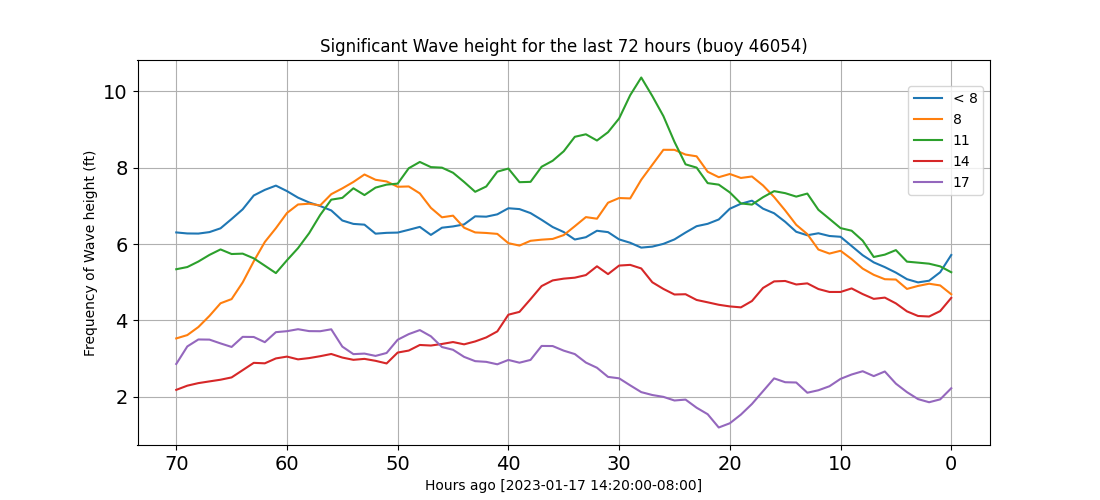 Significant Wave height for the last 72 hours (buoy 46054)
Frequency of Wave height (ft)
10
8
6
4
2
< 8
8
11
14
17
70 60 50 40 30 20 10 0
Hours ago [2023-01-17 14:20:00-08:00]